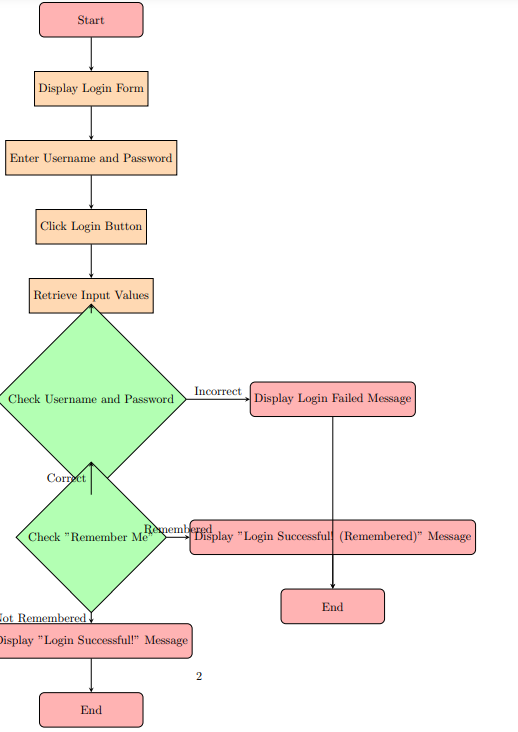 Start
Display Login Form
Enter Username and Password
Click Login Button
Retrieve Input Values
Check Username and Password
Incorrect
Display Login Failed Message
Correct
Check "Remember Me"
Remembered
Display "Login Successful! (Remembered)" Message
End
Not Remembered
Display "Login Successful!" Message
2
End